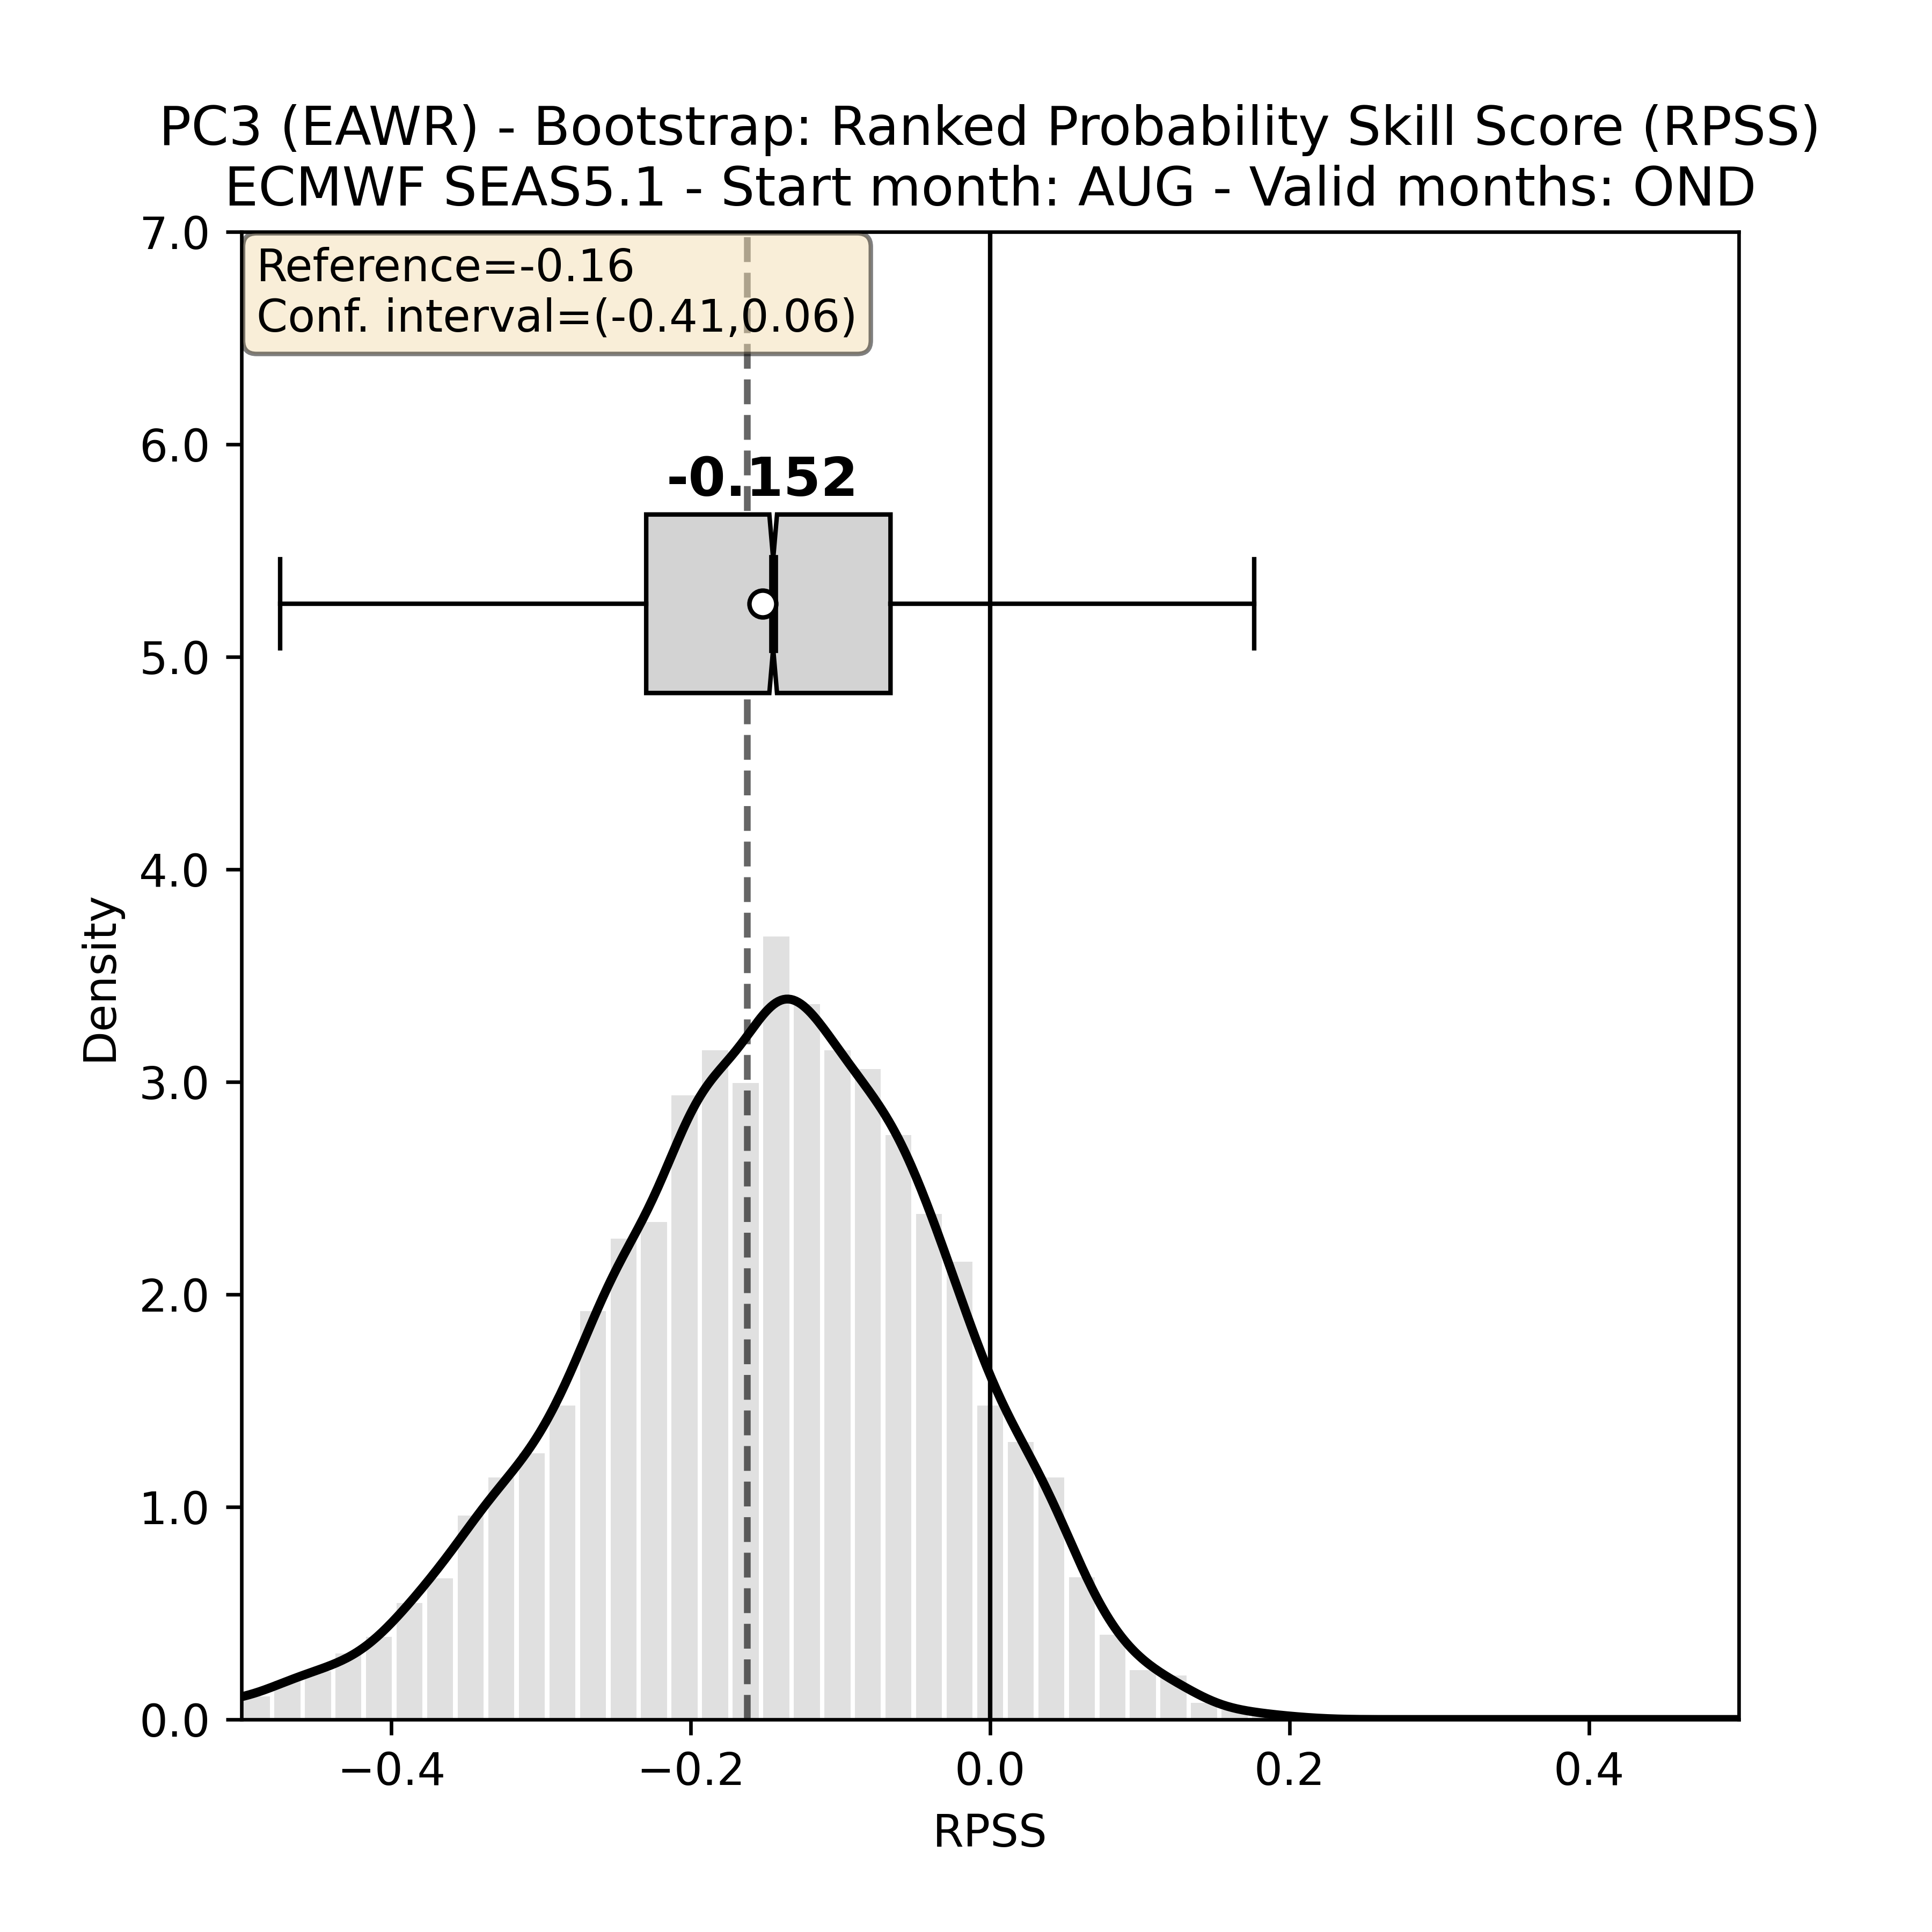 PC3 (EAWR) - Bootstrap: Ranked Probability Skill Score (RPSS)
ECMWF SEAS5.1 - Start month: AUG - Valid months: OND
Reference=-0.16
Conf. interval=(-0.41,0.06)
-0.152
7.0
6.0
5.0
4.0
3.0
2.0
1.0
0.0
Density
−0.4
−0.2
0.0
0.2
0.4
RPSS